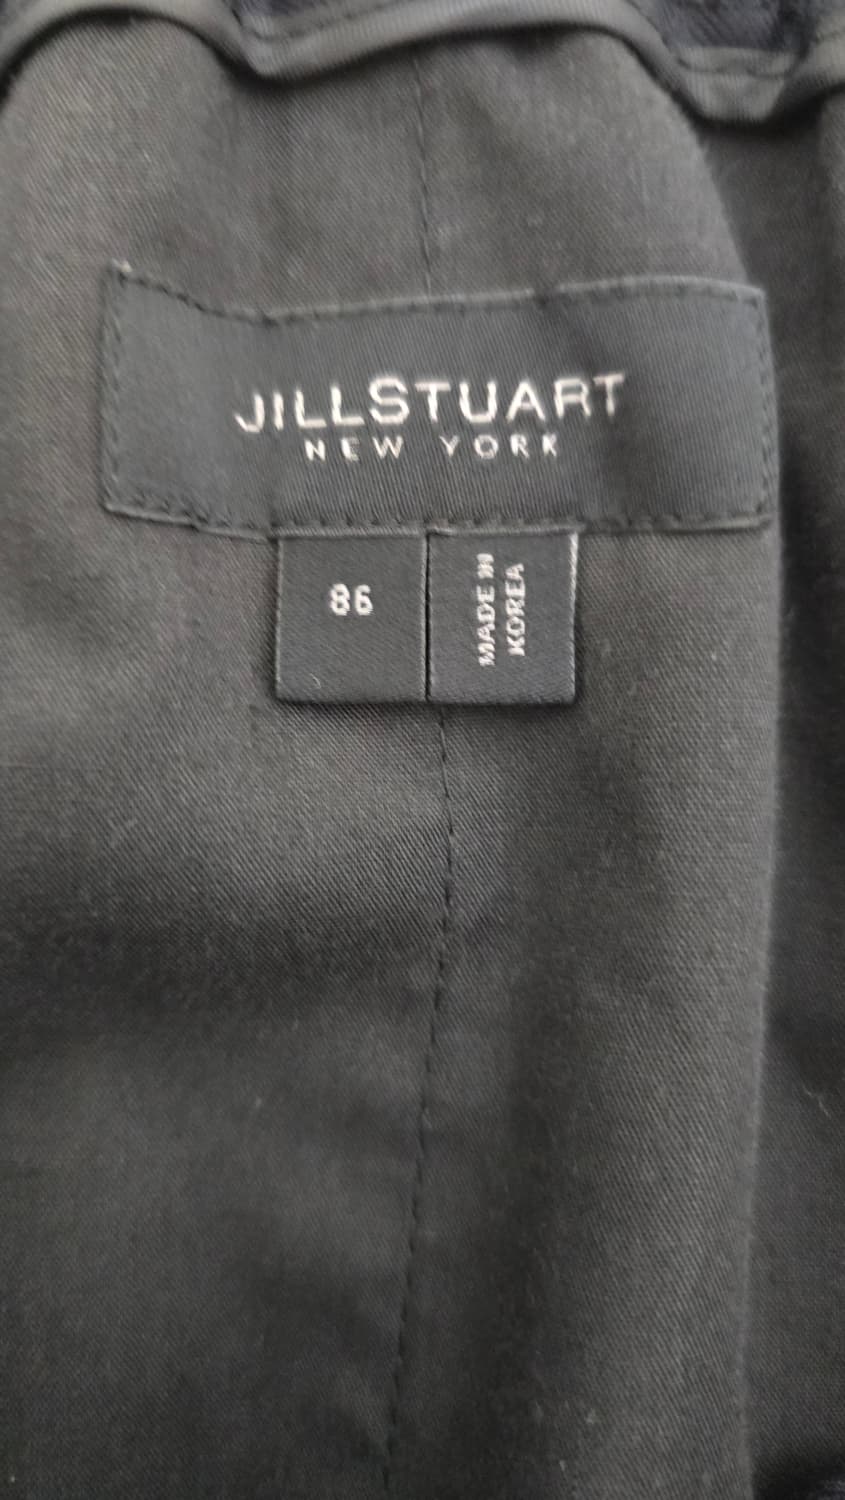 JILLSTUART
NEW YORK
86
MADE IN
KOREA